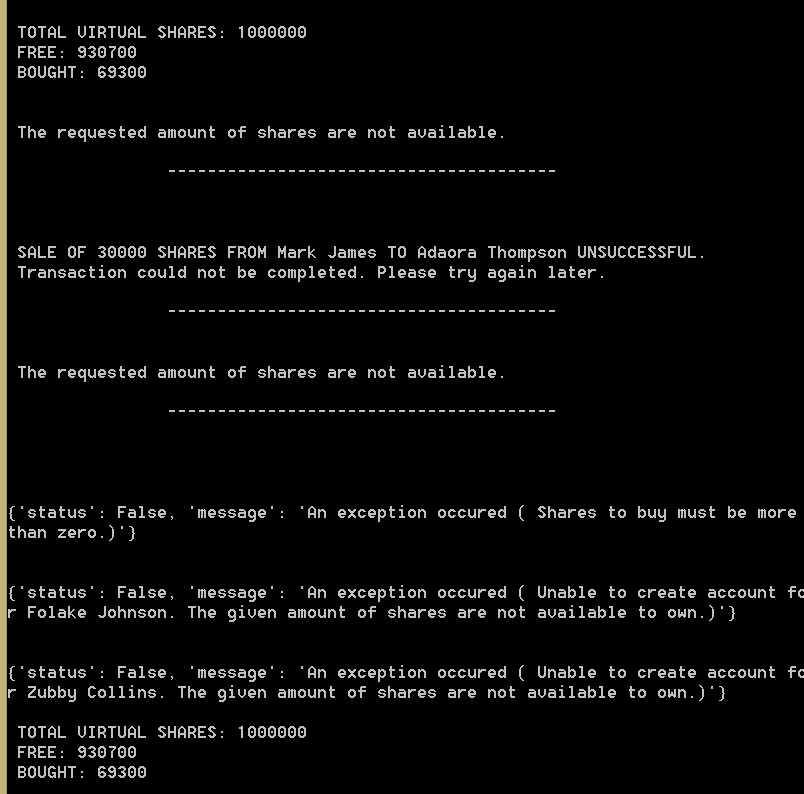 TOTAL VIRTUAL SHARES: 1000000
FREE: 930700
BOUGHT: 69300
The requested amount of shares are not available.
---------------------------------------
SALE OF 30000 SHARES FROM Mark James TO Adaora Thompson UNSUCCESSFUL.
Transaction could not be completed. Please try again later.
---------------------------------------
The requested amount of shares are not available.
---------------------------------------
{'status': False, 'message': 'An exception occured ( Shares to buy must be more
than zero.)'}
{'status': False, 'message': 'An exception occured ( Unable to create account fo
r Folake Johnson. The given amount of shares are not available to own.)'}
{'status': False, 'message': 'An exception occured ( Unable to create account fo
r Zubby Collins. The given amount of shares are not available to own.)'}
TOTAL VIRTUAL SHARES: 1000000
FREE: 930700
BOUGHT: 69300